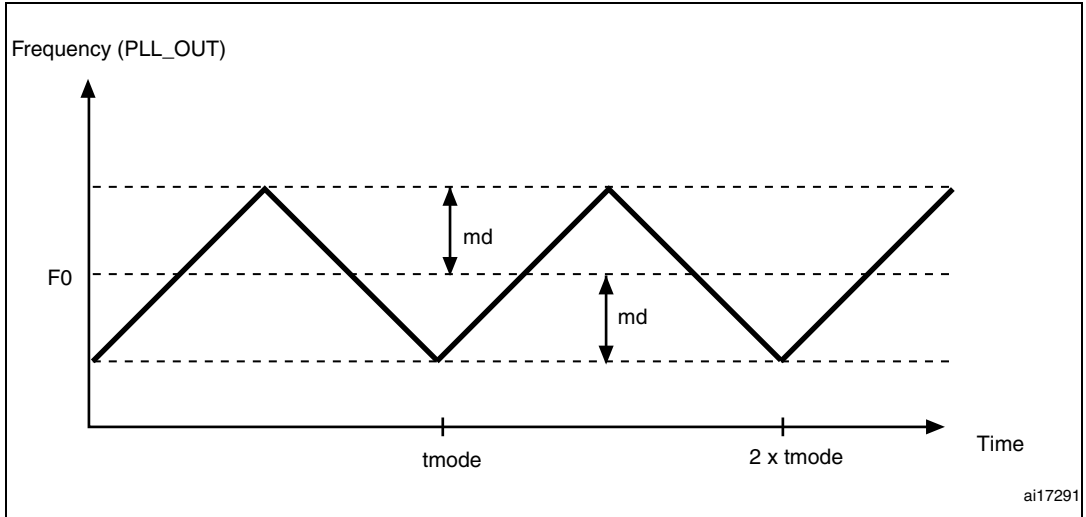 Frequency (PLL_OUT)
md
F0
md
tmode
2 x tmode
Time
ai17291